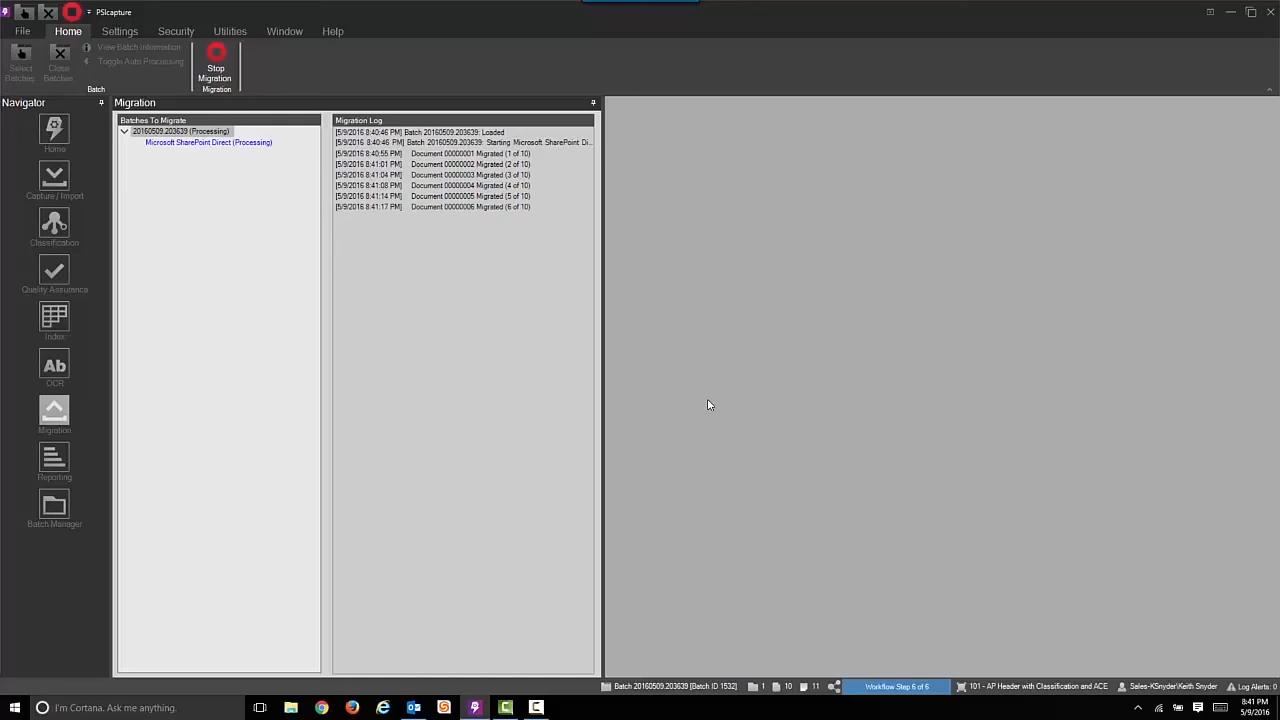 PSIcapture
File Home Settings Security Utilities Window Help
Select Batches
Close Batches
View Batch Information
Toggle Auto Processing
Batch
Stop Migration
Migration
Navigator
Home
Capture / Import
Classification
Quality Assurance
Index
Ab
OCR
Migration
Reporting
Batch Manager
Migration
Batches To Migrate
20160509.203639 (Processing)
Microsoft SharePoint Direct (Processing)
Migration Log
[5/9/2016 8:40:46 PM] Batch 20160509.203639: Loaded
[5/9/2016 8:40:46 PM] Batch 20160509.203639: Starting Microsoft SharePoint Di...
[5/9/2016 8:40:55 PM] Document 00000001 Migrated (1 of 10)
[5/9/2016 8:41:01 PM] Document 00000002 Migrated (2 of 10)
[5/9/2016 8:41:04 PM] Document 00000003 Migrated (3 of 10)
[5/9/2016 8:41:08 PM] Document 00000004 Migrated (4 of 10)
[5/9/2016 8:41:14 PM] Document 00000005 Migrated (5 of 10)
[5/9/2016 8:41:17 PM] Document 00000006 Migrated (6 of 10)
Batch 20160509.203639 [Batch ID 1532] 1 10 11 Workflow Step 6 of 6 101 - AP Header with Classification and ACE Sales-KSnyder\Keith Snyder Log Alerts: 0
I'm Cortana. Ask me anything.
8:41 PM
5/9/2016